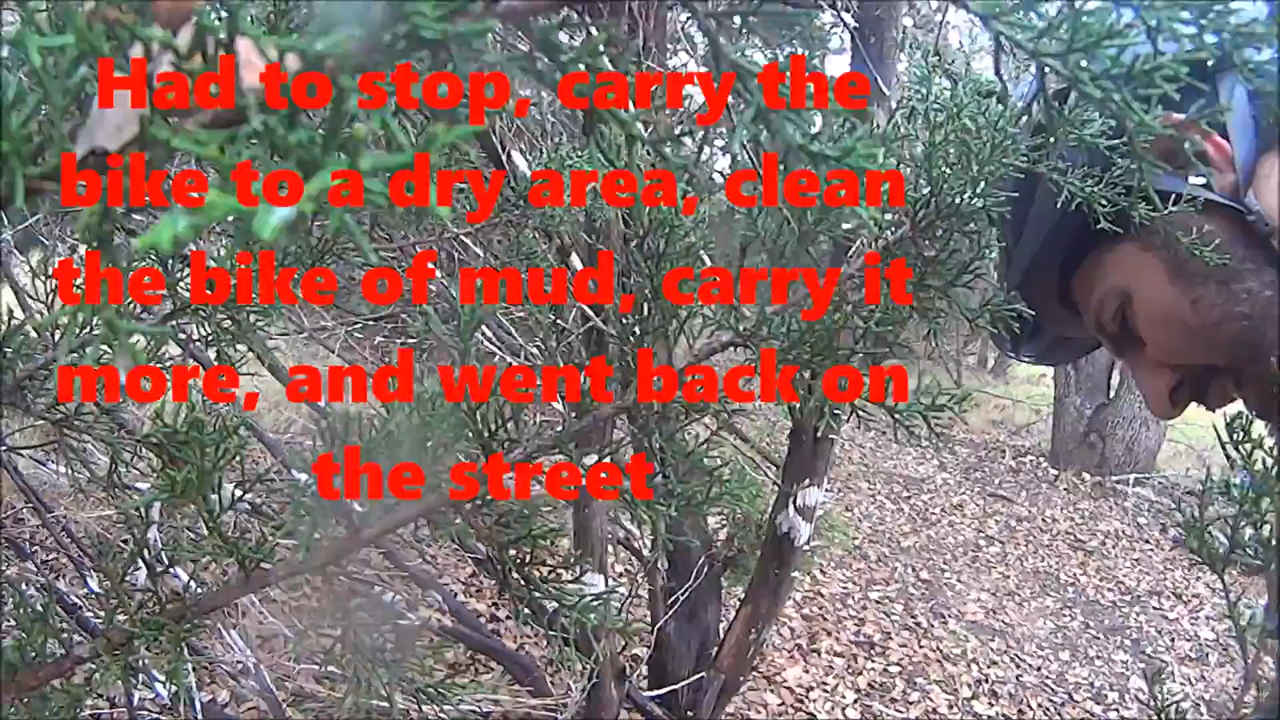 Had to stop, carry the
bike to a dry area, clean
the bike of mud, carry it
more, and went back on
the street